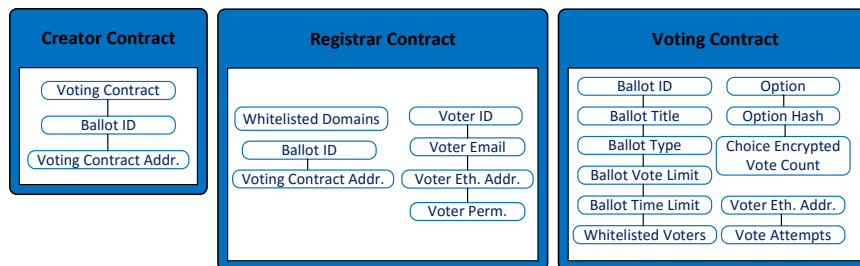 Creator Contract
Voting Contract
Ballot ID
Voting Contract Addr.
Registrar Contract
Whitelisted Domains
Ballot ID
Voting Contract Addr.
Voter ID
Voter Email
Voter Eth. Addr.
Voter Perm.
Voting Contract
Ballot ID
Ballot Title
Ballot Type
Ballot Vote Limit
Ballot Time Limit
Whitelisted Voters
Option
Option Hash
Choice Encrypted
Vote Count
Voter Eth. Addr.
Vote Attempts